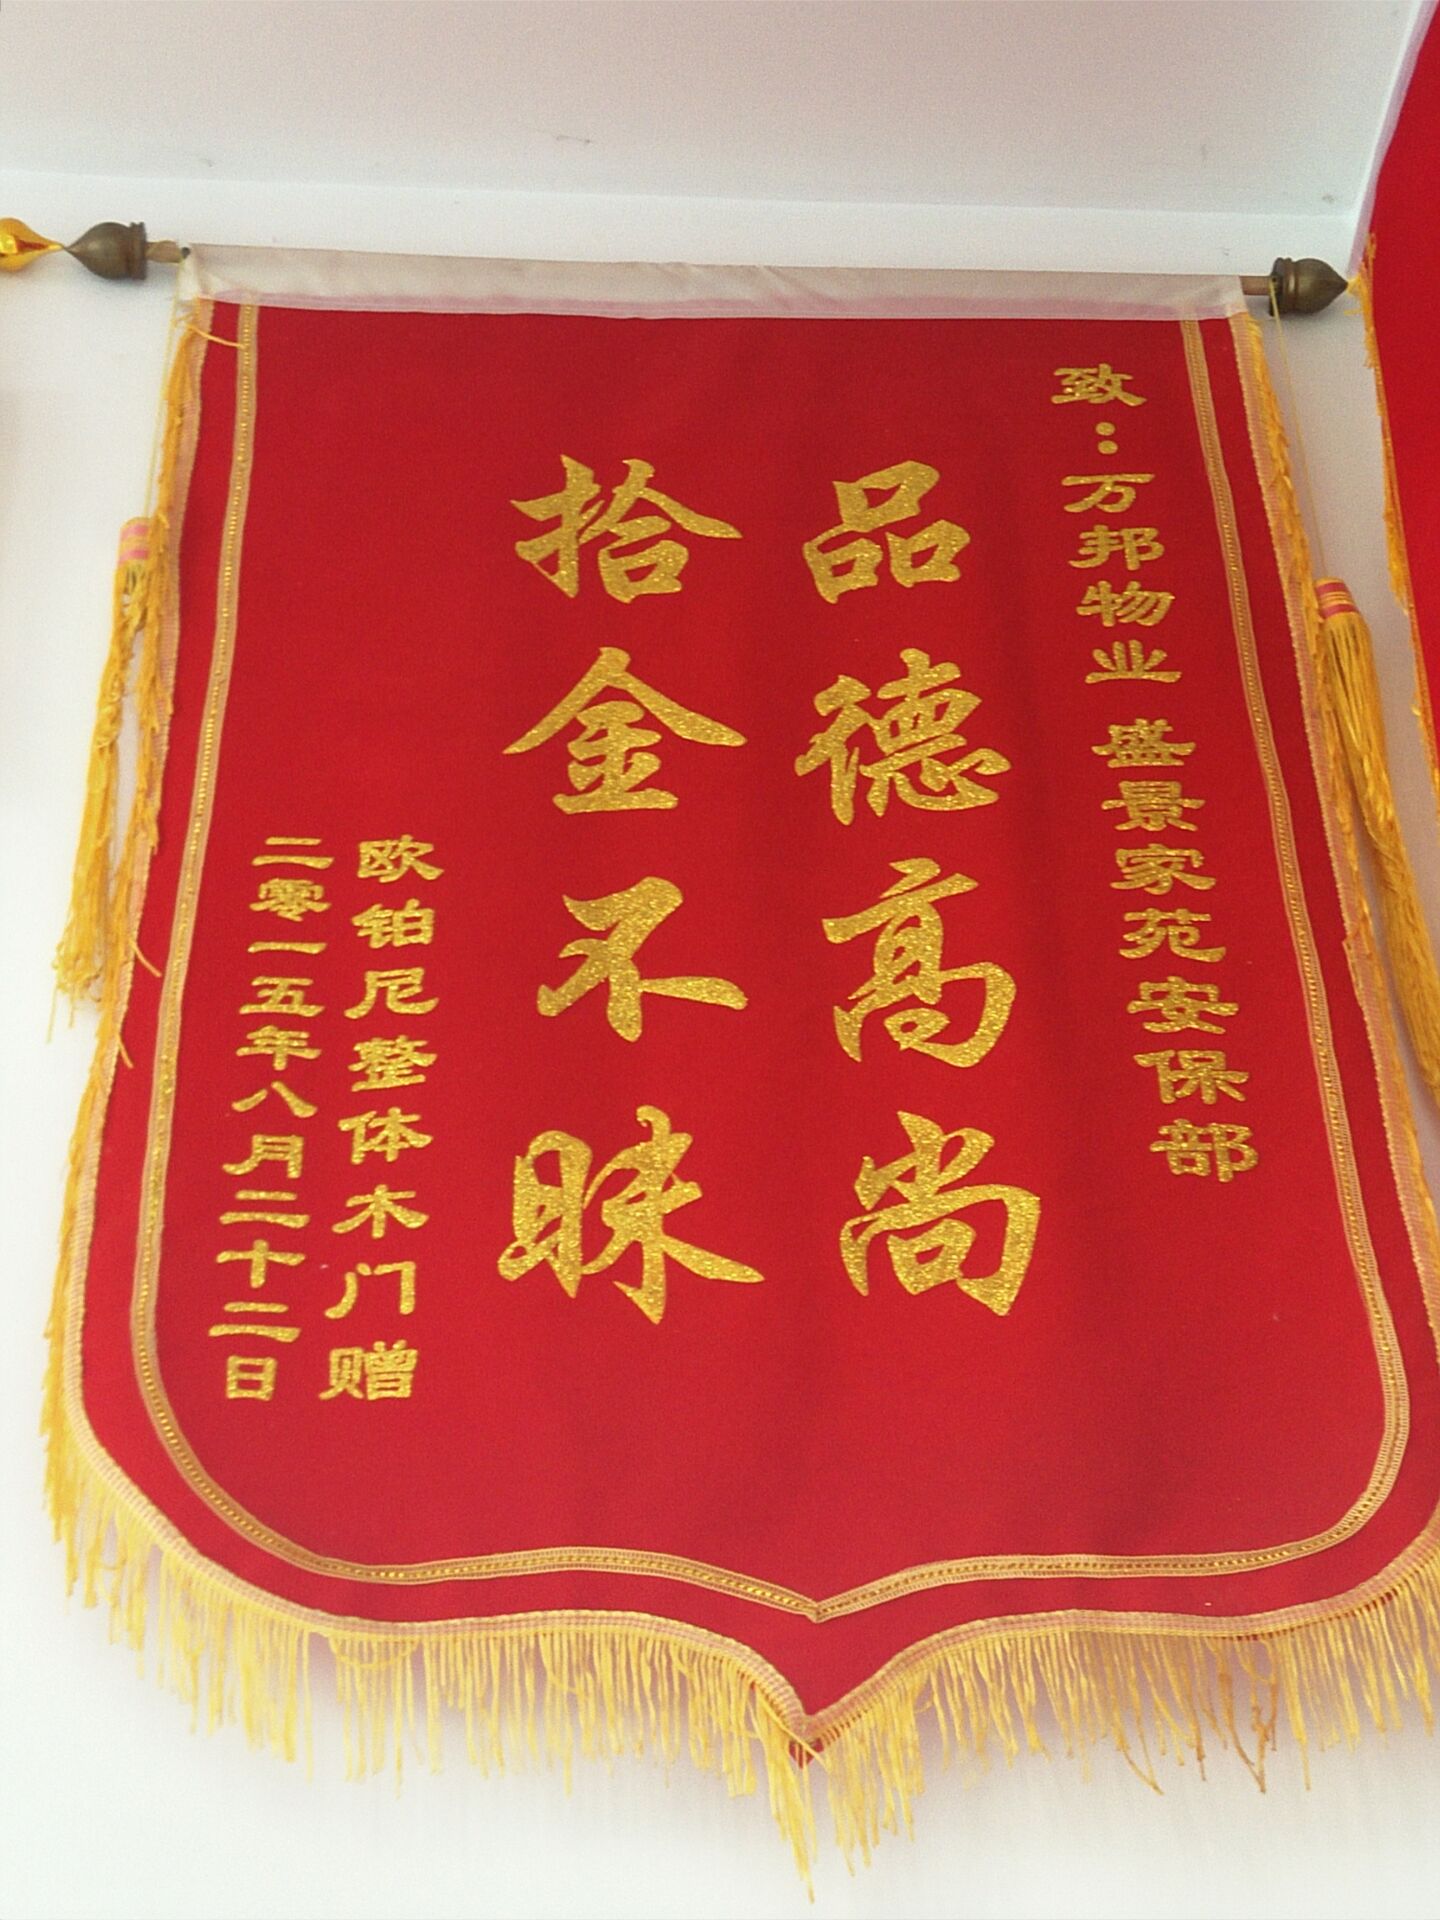 致：万邦物业 盛景家苑安保部
品德高尚
拾金不昧
欧铂尼整体木门赠
二零一五年八月二十二日